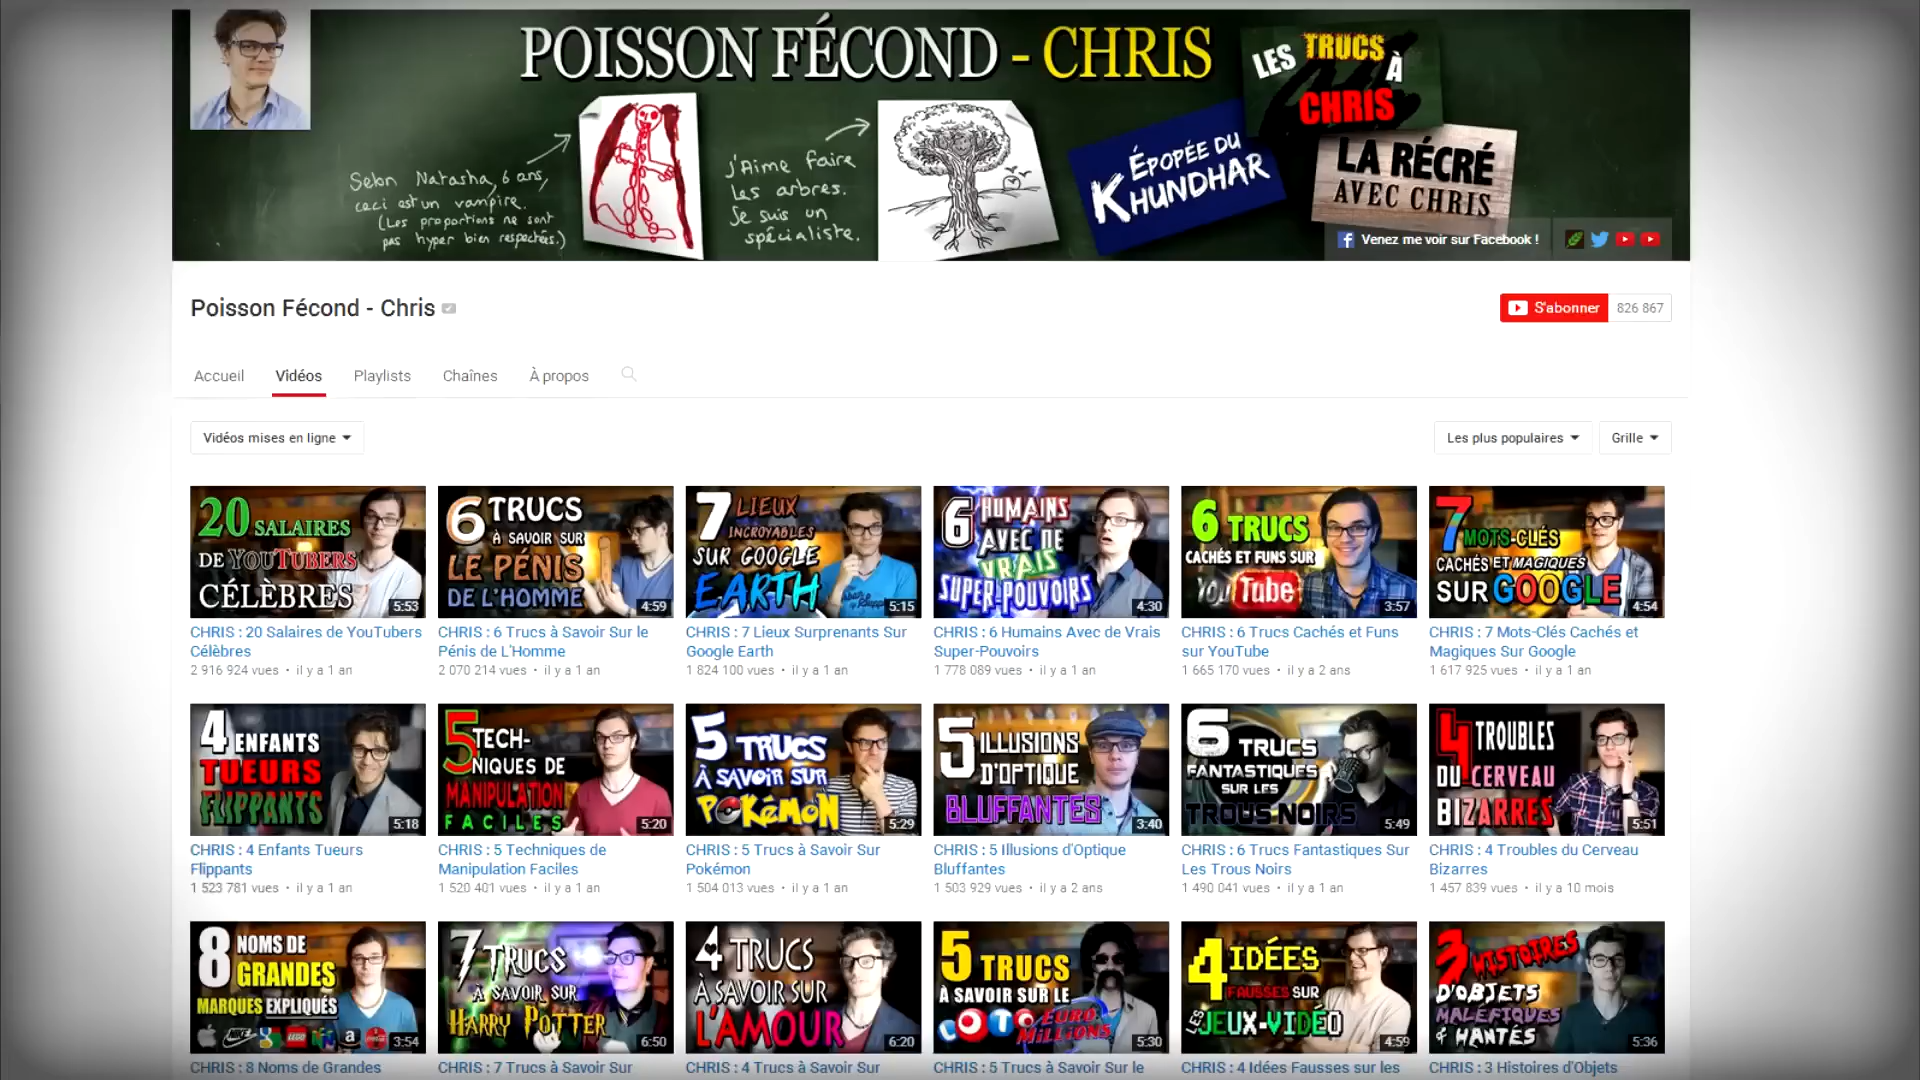 POISSON FÉCOND - CHRIS
LES TRUCS À
CHRIS
ÉPOPÉE DU
KHUNDHAR
LA RÉCRÉ
AVEC CHRIS
Selon Natasha, 6 ans,
ceci est un vampire.
(Les proportions ne sont
pas hyper bien respectées.)
J'Aime faire
les arbres.
Je suis un
spécialiste.
Venez me voir sur Facebook !
Poisson Fécond - Chris
S'abonner 826 867
Accueil Vidéos Playlists Chaînes À propos
Vidéos mises en ligne Les plus populaires Grille
20 SALAIRES
DE YOUTUBERS
CÉLÈBRES
5:53
6 TRUCS
À SAVOIR SUR
LE PÉNIS
DE L'HOMME
4:59
7 LIEUX
INCROYABLES
SUR GOOGLE
EARTH
5:15
6 HUMAINS
AVEC DE
VRAIS
SUPER-POUVOIRS
4:30
6 TRUCS
CACHÉS ET FUNS SUR
YouTube
3:57
7 MOTS-CLÉS
CACHÉS ET MAGIQUES
SUR GOOGLE
4:54
CHRIS : 20 Salaires de YouTubers
Célèbres
2 916 924 vues • il y a 1 an
CHRIS : 6 Trucs à Savoir Sur le
Pénis de L'Homme
2 070 214 vues • il y a 1 an
CHRIS : 7 Lieux Surprenants Sur
Google Earth
1 824 100 vues • il y a 1 an
CHRIS : 6 Humains Avec de Vrais
Super-Pouvoirs
1 778 089 vues • il y a 1 an
CHRIS : 6 Trucs Cachés et Funs
sur YouTube
1 665 170 vues • il y a 2 ans
CHRIS : 7 Mots-Clés Cachés et
Magiques Sur Google
1 617 925 vues • il y a 1 an
4 ENFANTS
TUEURS
FLIPPANTS
5:18
5 TECH-
NIQUES DE
MANIPULATION
FACILES
5:20
5 TRUCS
À SAVOIR SUR
POKéMON
5:29
5 ILLUSIONS
D'OPTIQUE
BLUFFANTES
3:40
6 TRUCS
FANTASTIQUES
SUR LES
TROUS NOIRS
5:49
4 TROUBLES
DU CERVEAU
BIZARRES
5:51
CHRIS : 4 Enfants Tueurs
Flippants
1 523 781 vues • il y a 1 an
CHRIS : 5 Techniques de
Manipulation Faciles
1 520 401 vues • il y a 1 an
CHRIS : 5 Trucs à Savoir Sur
Pokémon
1 504 013 vues • il y a 1 an
CHRIS : 5 Illusions d'Optique
Bluffantes
1 503 929 vues • il y a 2 ans
CHRIS : 6 Trucs Fantastiques Sur
Les Trous Noirs
1 490 041 vues • il y a 1 an
CHRIS : 4 Troubles du Cerveau
Bizarres
1 457 839 vues • il y a 10 mois
8 NOMS DE
GRANDES
MARQUES EXPLIQUÉS
3:54
7 TRUCS
À SAVOIR SUR
HARRY POTTER
6:50
4 TRUCS
À SAVOIR SUR
L'AMOUR
6:20
5 TRUCS
À SAVOIR SUR LE
LOTO EURO
MILLIONS
5:30
4 IDÉES
FAUSSES SUR
LES JEUX-VIDÉO
4:59
3 HISTOIRES
D'OBJETS
MALÉFIQUES
& HANTÉS
5:36
CHRIS : 8 Noms de Grandes
CHRIS : 7 Trucs à Savoir Sur
CHRIS : 4 Trucs à Savoir Sur
CHRIS : 5 Trucs à Savoir Sur le
CHRIS : 4 Idées Fausses sur les
CHRIS : 3 Histoires d'Objets